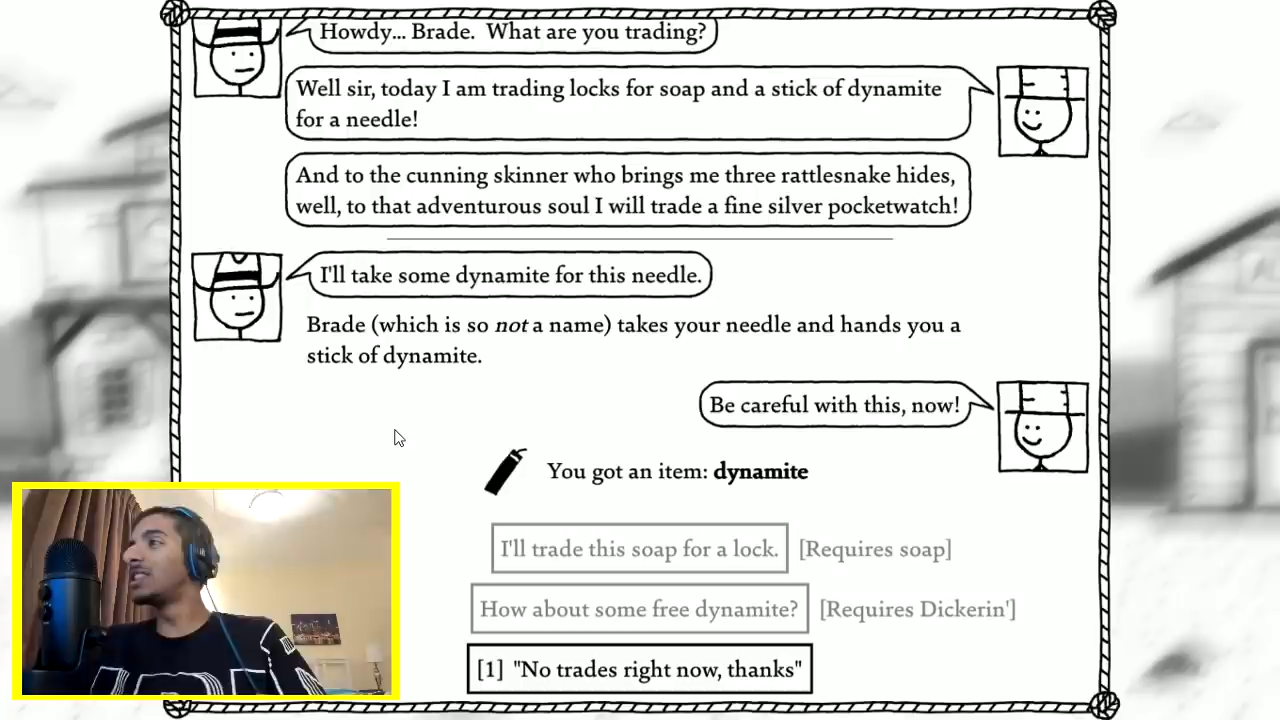 Howdy... Brade. What are you trading?
Well sir, today I am trading locks for soap and a stick of dynamite
for a needle!
And to the cunning skinner who brings me three rattlesnake hides,
well, to that adventurous soul I will trade a fine silver pocketwatch!
I'll take some dynamite for this needle.
Brade (which is so not a name) takes your needle and hands you a
stick of dynamite.
Be careful with this, now!
You got an item: dynamite
I'll trade this soap for a lock. [Requires soap]
How about some free dynamite? [Requires Dickerin']
[1] "No trades right now, thanks"